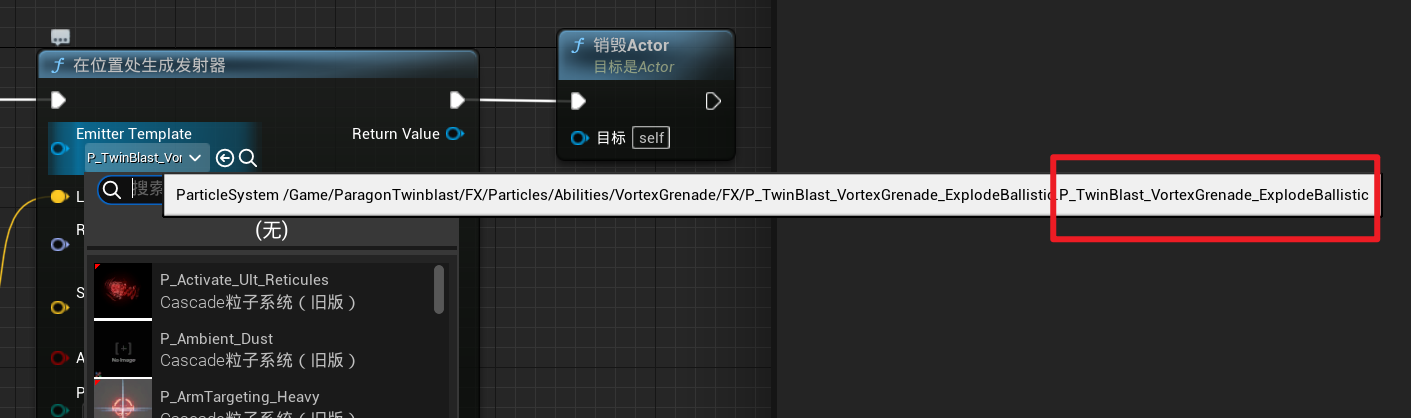 在位置处生成发射器
Emitter Template
Return Value
P_TwinBlast_Vor
L
搜索
R
(无)
S
P_Activate_Ult_Reticules
Cascade粒子系统（旧版）
P_Ambient_Dust
A
Cascade粒子系统（旧版）
P
P_ArmTargeting_Heavy
Cascade粒子系统（旧版）
销毁Actor
目标是Actor
目标 self
ParticleSystem /Game/ParagonTwinblast/FX/Particles/Abilities/VortexGrenade/FX/P_TwinBlast_VortexGrenade_ExplodeBallistic.P_TwinBlast_VortexGrenade_ExplodeBallistic